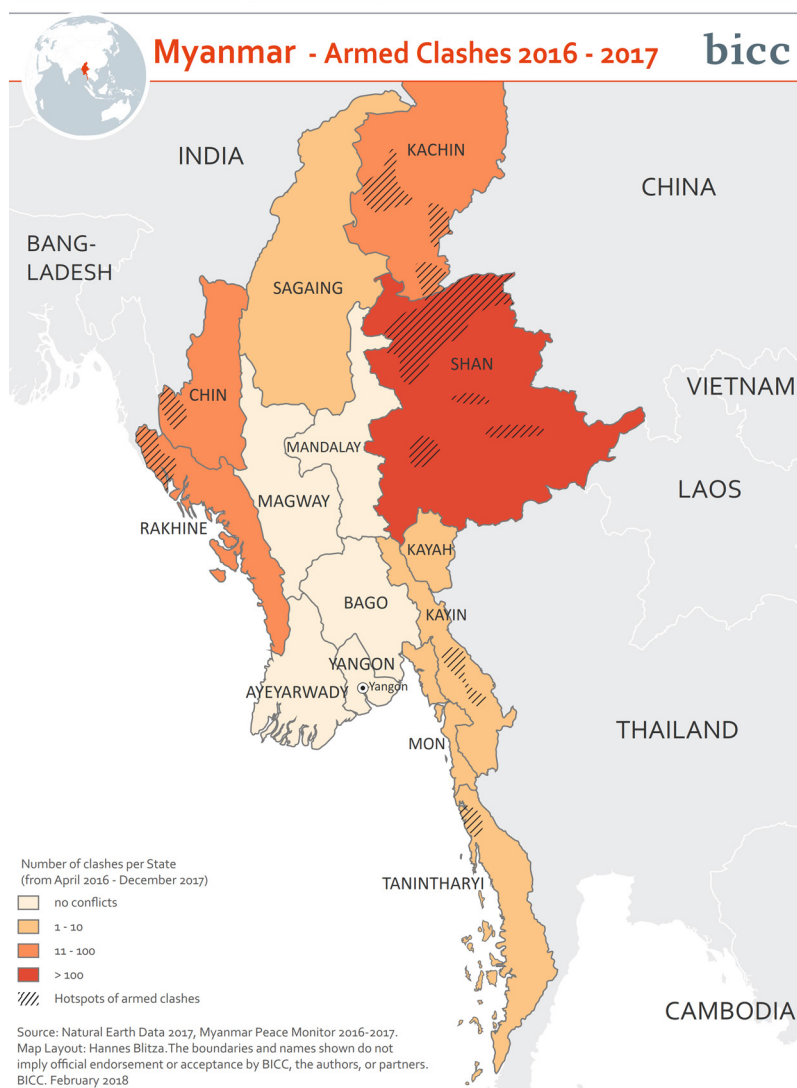 Myanmar - Armed Clashes 2016 - 2017
bicc
INDIA
KACHIN
CHINA
BANG-
LADESH
SAGAING
SHAN
VIETNAM
CHIN
MANDALAY
LAOS
MAGWAY
RAKHINE
KAYAH
BAGO
KAYIN
YANGON
Yangon
AYEYARWADY
THAILAND
MON
TANINTHARYI
CAMBODIA
Number of clashes per State
(from April 2016 - December 2017)
no conflicts
1 - 10
11 - 100
> 100
Hotspots of armed clashes
Source: Natural Earth Data 2017, Myanmar Peace Monitor 2016-2017.
Map Layout: Hannes Blitza.The boundaries and names shown do not
imply official endorsement or acceptance by BICC, the authors, or partners.
BICC. February 2018